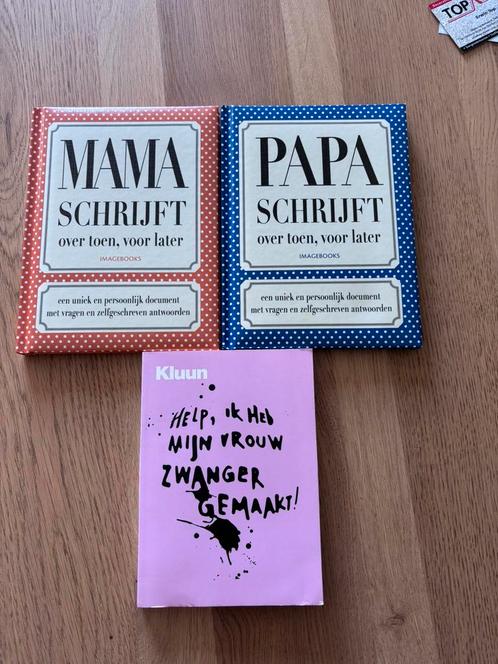 MAMA
SCHRIJFT
over toen, voor later
IMAGEBOOKS
een uniek en persoonlijk document
met vragen en zelfgeschreven antwoorden
PAPA
SCHRIJFT
over toen, voor later
IMAGEBOOKS
een uniek en persoonlijk document
met vragen en zelfgeschreven antwoorden
Kluun
HELP, IK HEB
MIJN VROUW
ZWANGER
GEMAAKT!
TOP